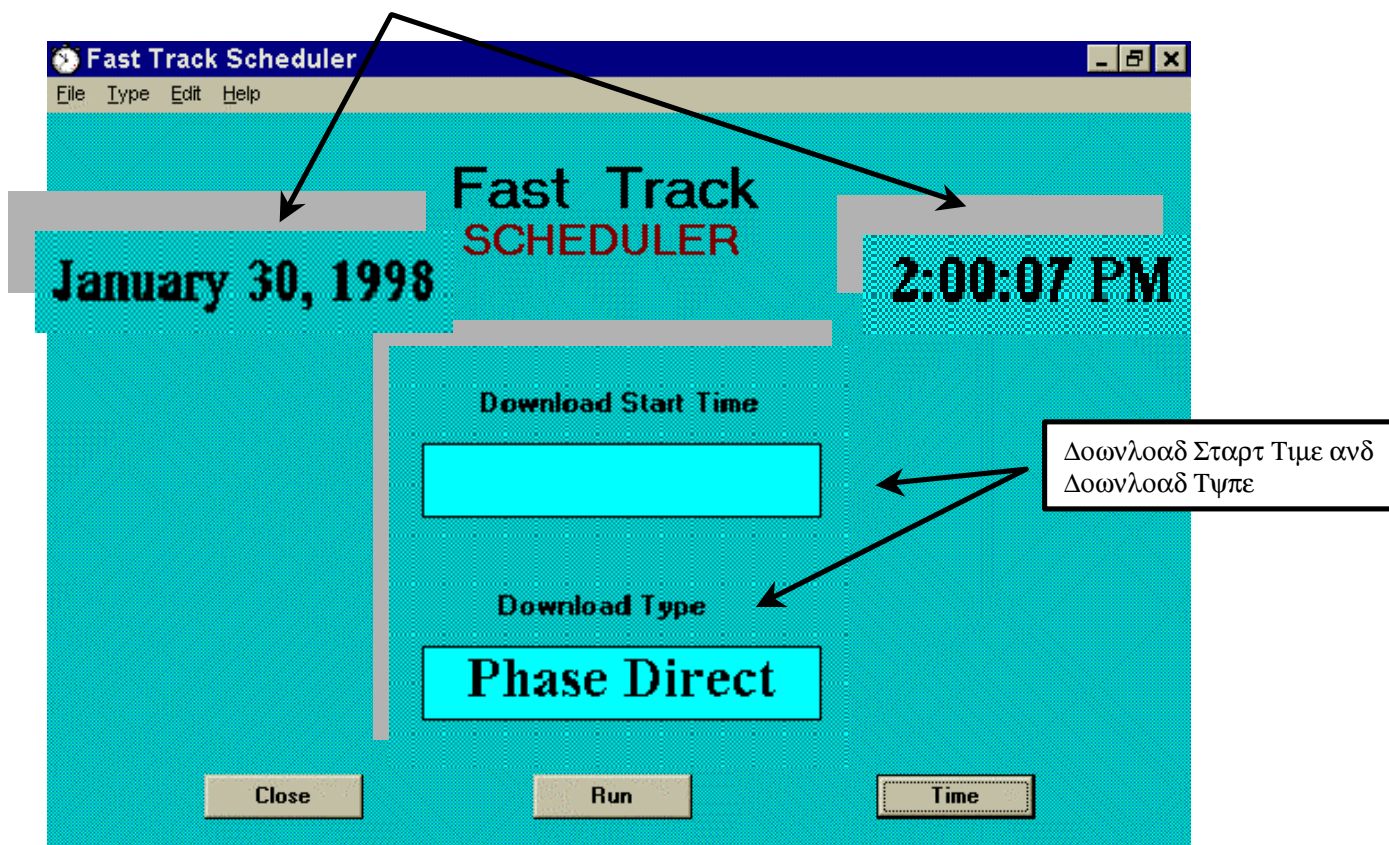 Fast Track Scheduler
File Type Edit Help
Fast Track
SCHEDULER
January 30, 1998
2:00:07 PM
Download Start Time
Δοωνλοαδ Σταρτ Τιμε ανδ
Δοωνλοαδ Τψπε
Download Type
Phase Direct
Close Run Time